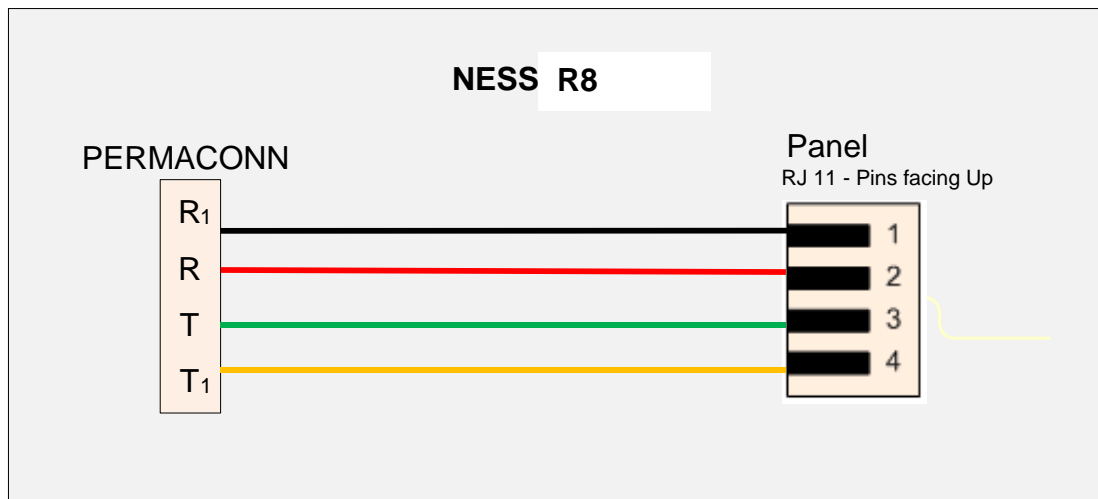 NESS R8
PERMACONN
Panel
RJ 11 - Pins facing Up
R1
R
T
T1
1
2
3
4